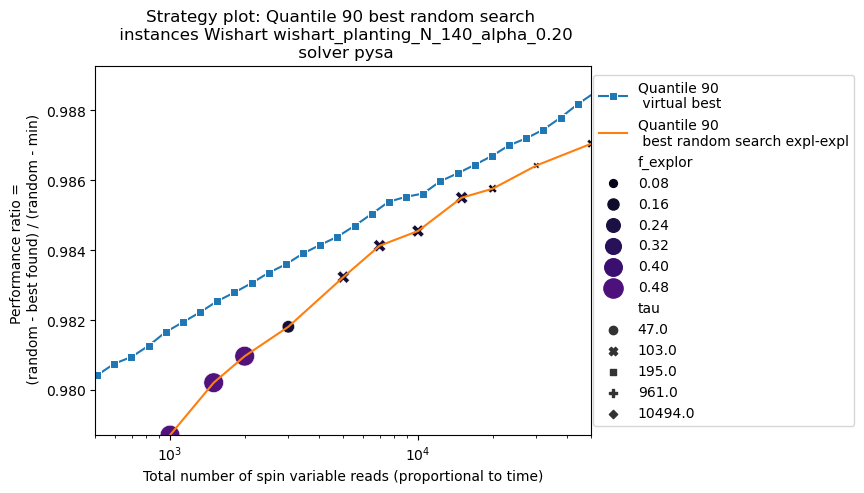 Strategy plot: Quantile 90 best random search
instances Wishart wishart_planting_N_140_alpha_0.20
solver pysa
Performance ratio =
(random - best found) / (random - min)
0.988
0.986
0.984
0.982
0.980
10³
10⁴
Total number of spin variable reads (proportional to time)
Quantile 90
virtual best
Quantile 90
best random search expl-expl
f_explor
0.08
0.16
0.24
0.32
0.40
0.48
tau
47.0
103.0
195.0
961.0
10494.0